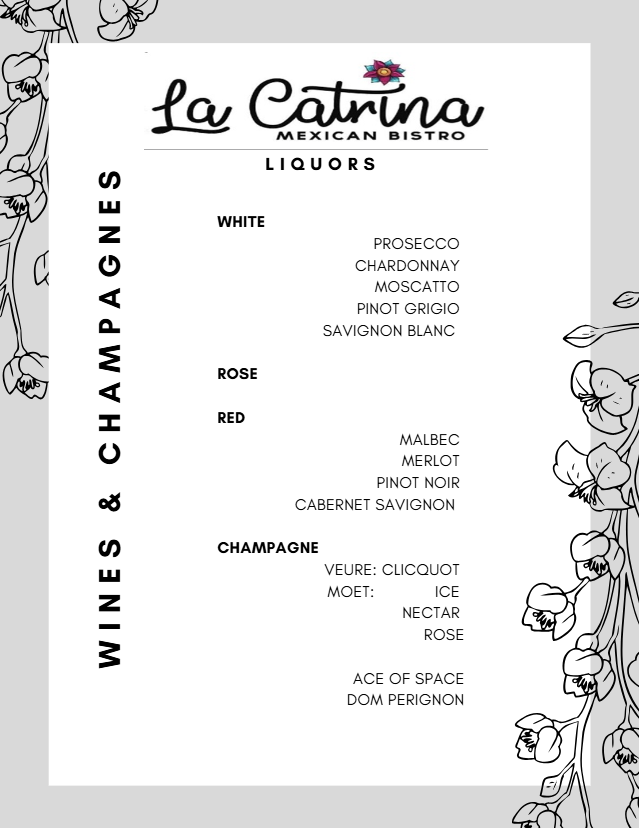 La Catrina
MEXICAN BISTRO
LIQUORS
WINES & CHAMPAGNES
WHITE
PROSECCO
CHARDONNAY
MOSCATTO
PINOT GRIGIO
SAVIGNON BLANC
ROSE
RED
MALBEC
MERLOT
PINOT NOIR
CABERNET SAVIGNON
CHAMPAGNE
VEURE: CLICQUOT
MOET: ICE
NECTAR
ROSE
ACE OF SPACE
DOM PERIGNON